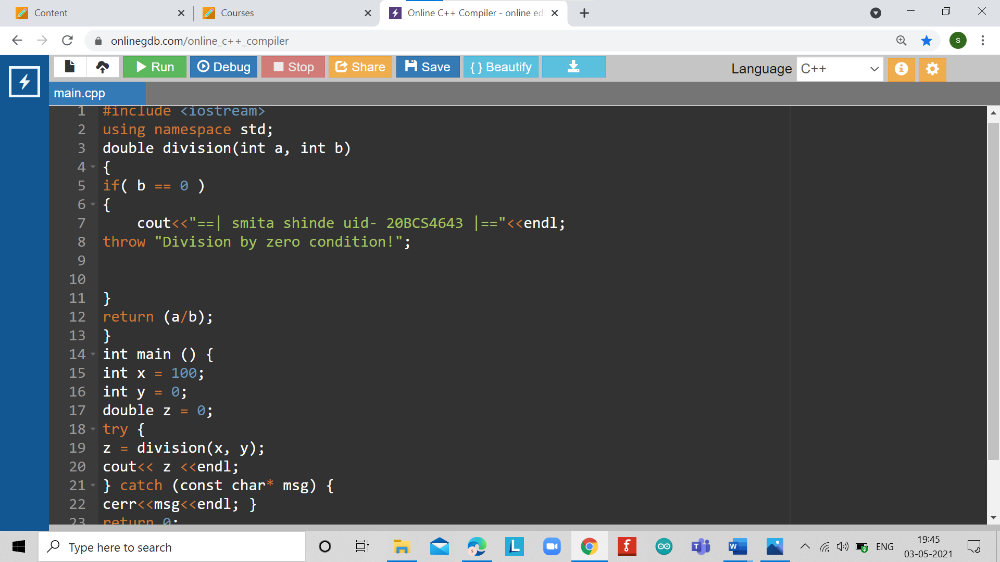 Content
Courses
Online C++ Compiler - online ed
onlinegdb.com/online_c++_compiler
S
Run
Debug
Stop
Share
Save
{ } Beautify
Language
C++
main.cpp
1 #include <iostream>
2 using namespace std;
3 double division(int a, int b)
4 {
5 if( b == 0 )
6 {
7 cout<<"==| smita shinde uid- 20BCS4643 |=="<<endl;
8 throw "Division by zero condition!";
9
10
11 }
12 return (a/b);
13 }
14 int main () {
15 int x = 100;
16 int y = 0;
17 double z = 0;
18 try {
19 z = division(x, y);
20 cout<< z <<endl;
21 } catch (const char* msg) {
22 cerr<<msg<<endl; }
23 return 0;
Type here to search
ENG
19:45
03-05-2021